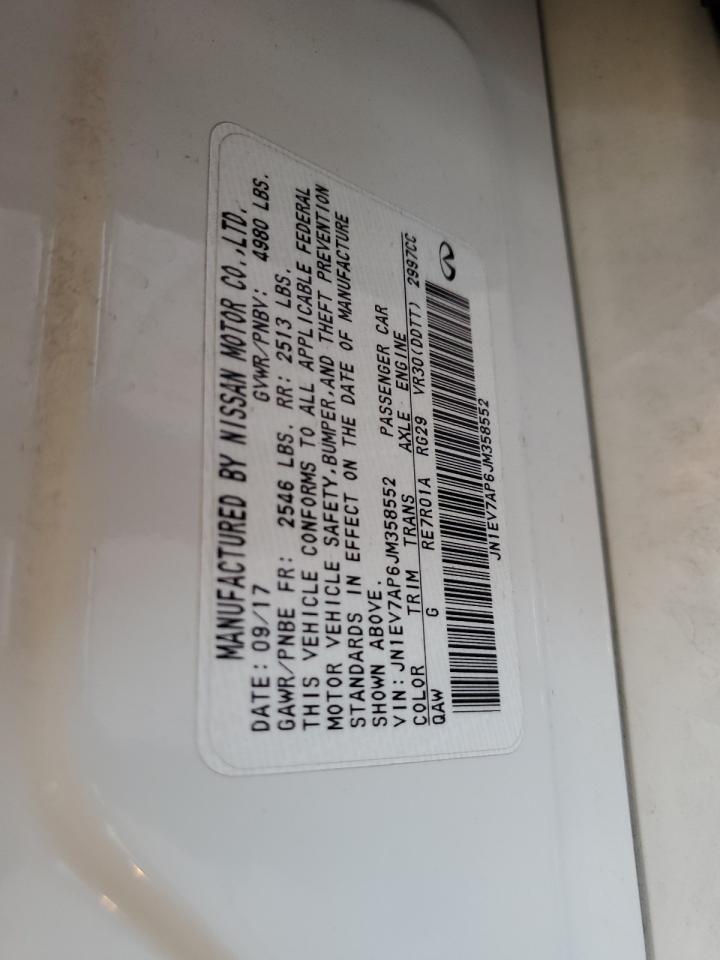 MANUFACTURED BY NISSAN MOTOR CO.,LTD.
DATE: 09/17 GVWR/PNBV: 4980 LBS.
GAWR/PNBE FR: 2546 LBS. RR: 2513 LBS.
THIS VEHICLE CONFORMS TO ALL APPLICABLE FEDERAL
MOTOR VEHICLE SAFETY,BUMPER,AND THEFT PREVENTION
STANDARDS IN EFFECT ON THE DATE OF MANUFACTURE
SHOWN ABOVE.
VIN:JN1EV7AP6JM358552 PASSENGER CAR
COLOR TRIM TRANS AXLE ENGINE
QAW G RE7R01A RG29 VR30(DDTT) 2997CC
JN1EV7AP6JM358552